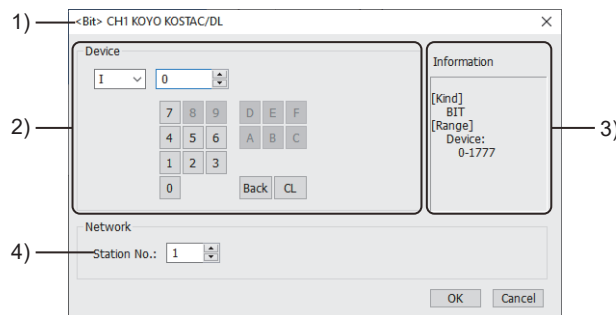 1)
<Bit> CH1 KOYO KOSTAC/DL
Device
I 0
7 8 9 D E F
4 5 6 A B C
1 2 3
0 Back CL
2)
Information
[Kind]
BIT
[Range]
Device:
0-1777
3)
Network
4)
Station No.: 1
OK Cancel